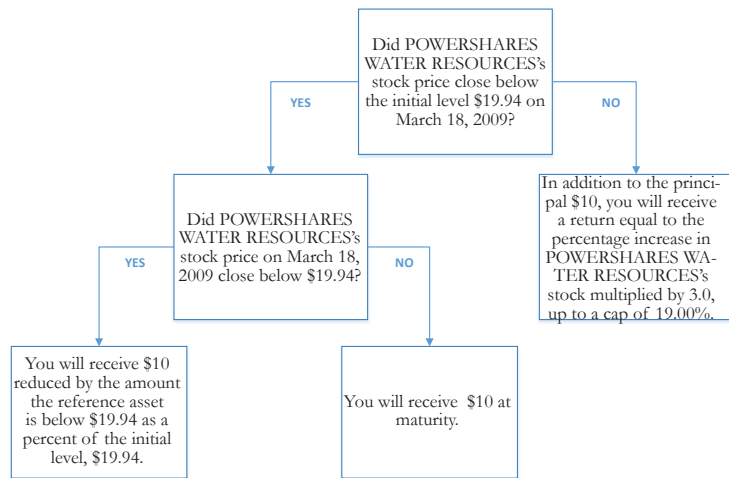 Did POWERSHARES
WATER RESOURCES's
stock price close below
the initial level $19.94 on
March 18, 2009?
YES
NO
Did POWERSHARES
WATER RESOURCES's
stock price on March 18,
2009 close below $19.94?
In addition to the princi-
pal $10, you will receive
a return equal to the
percentage increase in
POWERSHARES WA-
TER RESOURCES's
stock multiplied by 3.0,
up to a cap of 19.00%.
YES
NO
You will receive $10
reduced by the amount
the reference asset
is below $19.94 as a
percent of the initial
level, $19.94.
You will receive $10 at
maturity.